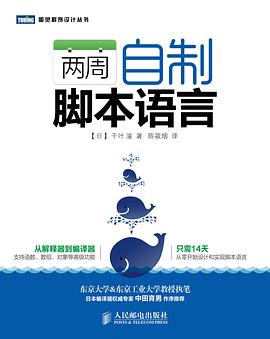 TURING 图灵程序设计丛书
两周
自制
脚本语言
【日】千叶 滋 著 陈筱烟 译
从解释器到编译器
支持函数、数组、对象等高级功能
只需14天
从零开始设计和实现脚本语言
东京大学&东京工业大学教授执笔
日本编译器权威专家 中田育男 作序推荐
人民邮电出版社
POSTS & TELECOM PRESS